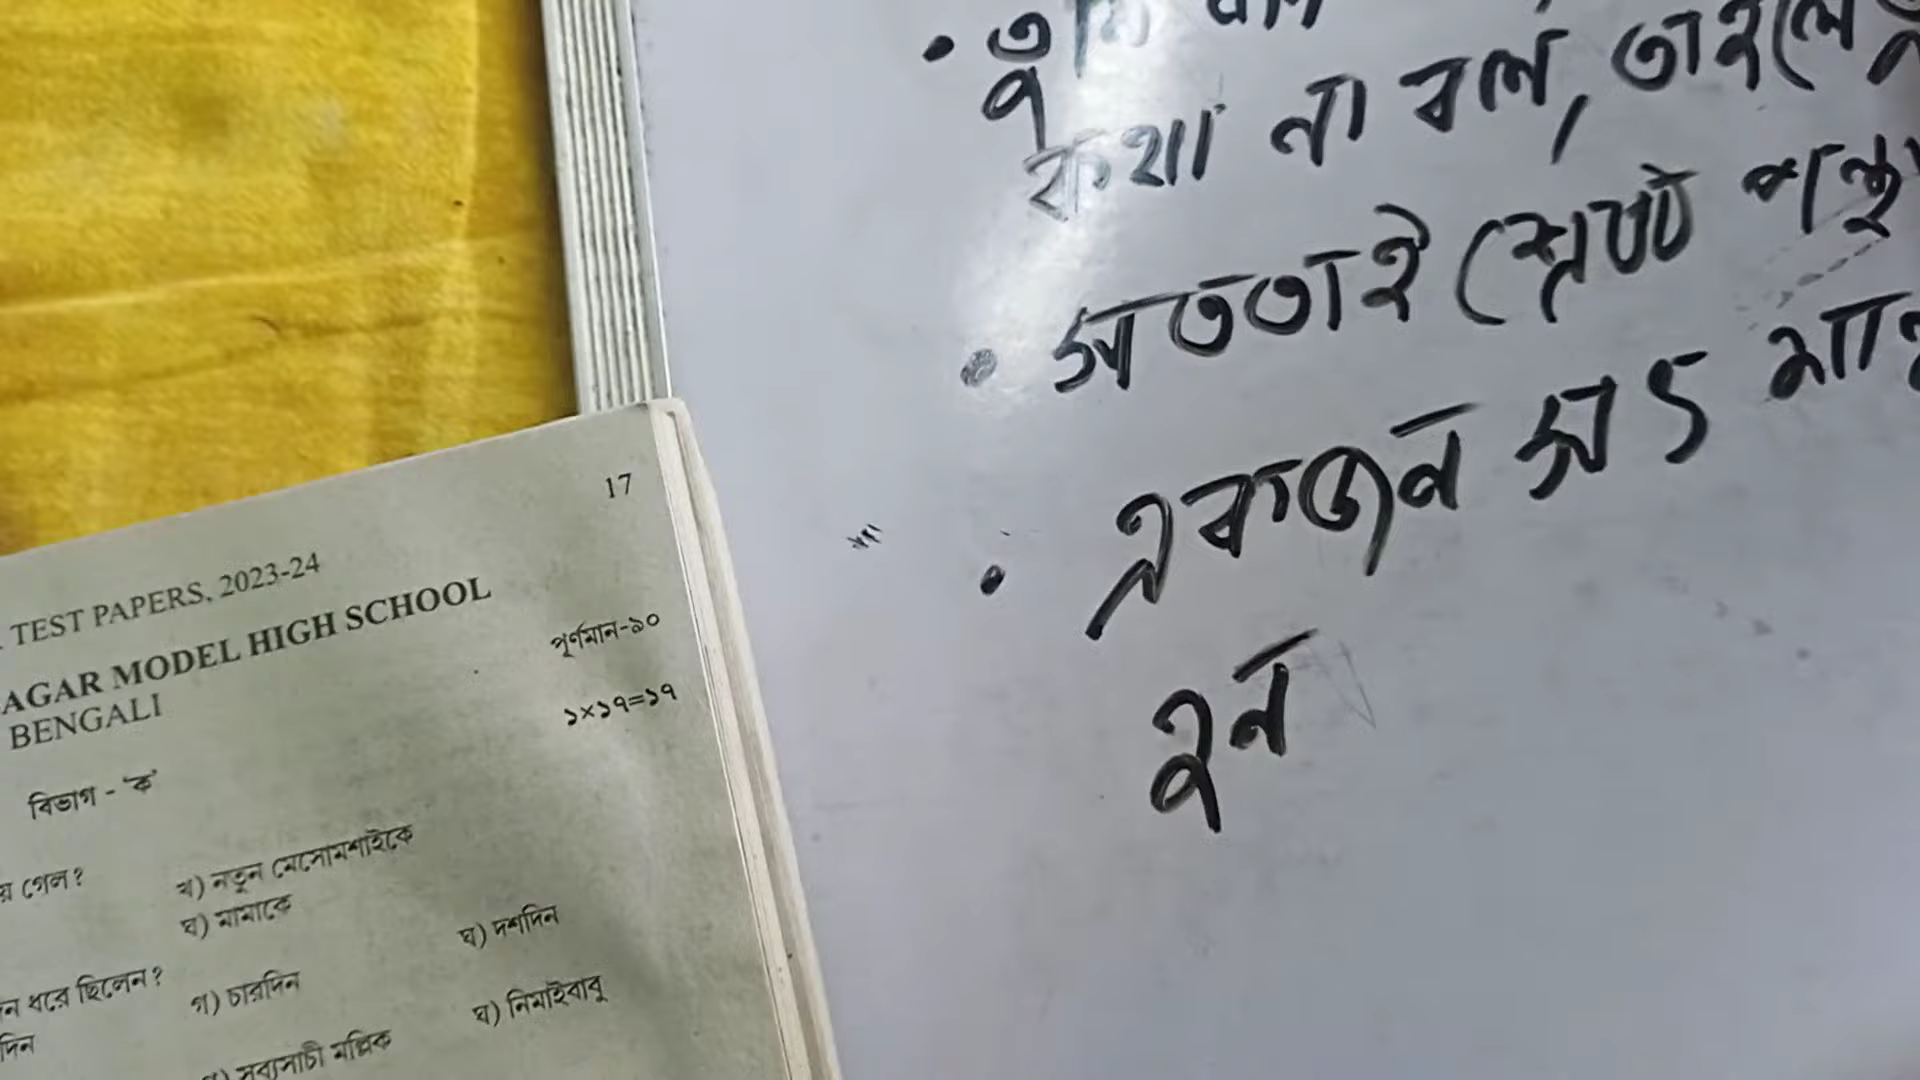 কথা না বল, তাহলে
সততাই শ্রেষ্ঠ
একজন সৎ
হন
17
TEST PAPERS, 2023-24
AGAR MODEL HIGH SCHOOL
BENGALI
পূর্ণমান-৯০
১×১৭=১৭
বিভাগ - 'ক'
গেল?
খ) নতুন মেসোমশাইকে
ঘ) মামাকে
ঘ) দশদিন
ধরে ছিলেন?
গ) চারদিন
দিন
ঘ) নিমাইবাবু
সব্যসাচী মল্লিক